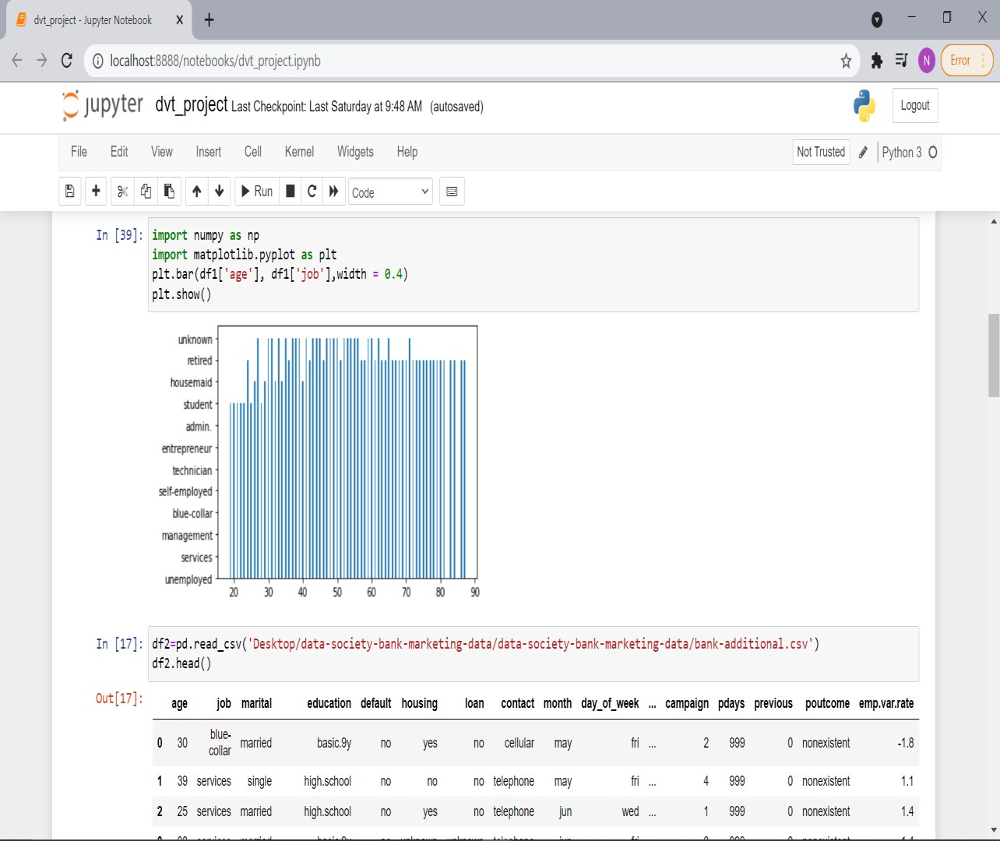 dvt_project - Jupyter Notebook X +
localhost:8888/notebooks/dvt_project.ipynb N Error
jupyter dvt_project Last Checkpoint: Last Saturday at 9:48 AM (autosaved) Logout
File Edit View Insert Cell Kernel Widgets Help Not Trusted Python 3
Run Code
In [39]: import numpy as np
import matplotlib.pyplot as plt
plt.bar(df1['age'], df1['job'],width = 0.4)
plt.show()
unknown
retired
housemaid
student
admin.
entrepreneur
technician
self-employed
blue-collar
management
services
unemployed
20 30 40 50 60 70 80 90
In [17]: df2=pd.read_csv('Desktop/data-society-bank-marketing-data/data-society-bank-marketing-data/bank-additional.csv')
df2.head()
Out[17]:
age job marital education default housing loan contact month day_of_week ... campaign pdays previous poutcome emp.var.rate
0 30 blue-collar married basic.9y no yes no cellular may fri ... 2 999 0 nonexistent -1.8
1 39 services single high.school no no no telephone may fri ... 4 999 0 nonexistent 1.1
2 25 services married high.school no yes no telephone jun wed ... 1 999 0 nonexistent 1.4